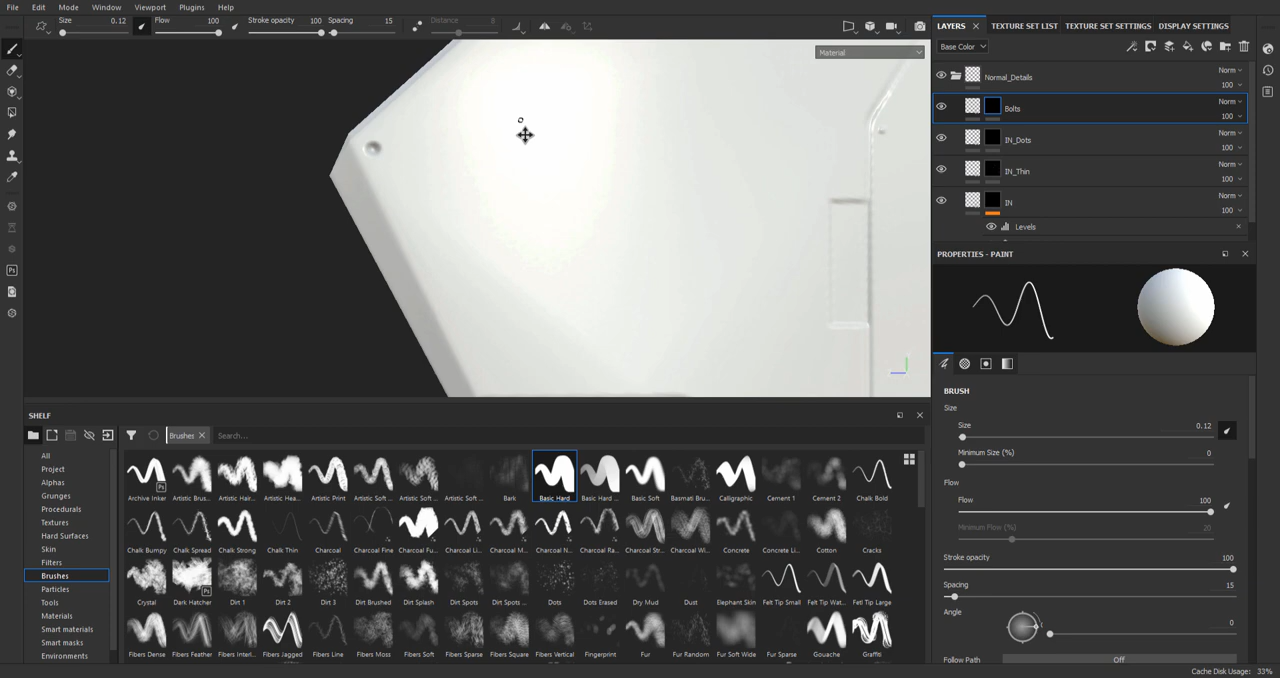 File Edit Mode Window Viewport Plugins Help
Size 0.12 Flow 100 Stroke opacity 100 Spacing 15 Distance 8
Material
LAYERS TEXTURE SET LIST TEXTURE SET SETTINGS DISPLAY SETTINGS
Base Color
Normal_Details Norm 100
Bolts Norm 100
IN_Dots Norm 100
IN_Thin Norm 100
IN Norm 100
Levels
PROPERTIES - PAINT
BRUSH
Size
Size 0.12
Minimum Size (%) 0
Flow
Flow 100
Minimum Flow (%) 20
Stroke opacity 100
Spacing 15
Angle 0
Follow Path Off
SHELF
Brushes Search...
All
Project
Alphas
Grunges
Procedurals
Textures
Hard Surfaces
Skin
Filters
Brushes
Particles
Tools
Materials
Smart materials
Smart masks
Environments
Archive Inker Artistic Brus... Artistic Hair... Artistic Hea... Artistic Print Artistic Soft ... Artistic Soft ... Artistic Soft ... Bark Basic Hard Basic Hard ... Basic Soft Basmati Bru... Calligraphic Cement 1 Cement 2 Chalk Bold
Chalk Bumpy Chalk Spread Chalk Strong Chalk Thin Charcoal Charcoal Fine Charcoal Fu... Charcoal Li... Charcoal M... Charcoal N... Charcoal Ra... Charcoal Str... Charcoal Wi... Concrete Concrete Li... Cotton Cracks
Crystal Dark Hatcher Dirt 1 Dirt 2 Dirt 3 Dirt Brushed Dirt Splash Dirt Spots Dirt Spots ... Dots Dots Erased Dry Mud Dust Elephant Skin Felt Tip Small Felt Tip Wat... Felt Tip Large
Fibers Dense Fibers Feather Fibers Interl... Fibers Jagged Fibers Line Fibers Moss Fibers Soft Fibers Sparse Fibers Square Fibers Vertical Fingerprint Fur Fur Random Fur Soft Wide Fur Sparse Gouache Graffiti
Cache Disk Usage: 33%